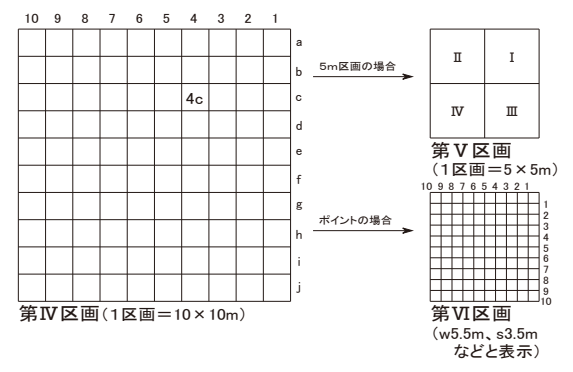 10 9 8 7 6 5 4 3 2 1
a
b
c
d
e
f
g
h
i
j
4c
第Ⅳ区画(1区画=10×10m)
5m区画の場合
Ⅱ Ⅰ
Ⅳ Ⅲ
第Ⅴ区画
(1区画=5×5m)
ポイントの場合
10 9 8 7 6 5 4 3 2 1
1
2
3
4
5
6
7
8
9
10
第Ⅵ区画
(w5.5m、s3.5m
などと表示)